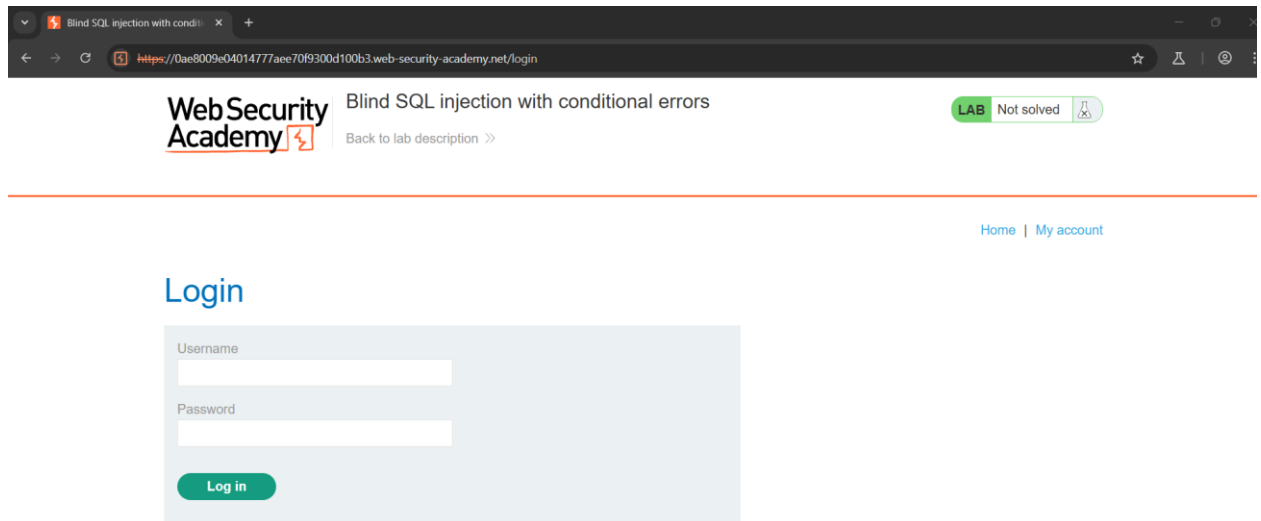 Blind SQL injection with conditi
https://0ae8009e04014777aee70f9300d100b3.web-security-academy.net/login
Web Security
Academy
Blind SQL injection with conditional errors
Back to lab description
LAB Not solved
Home | My account
Login
Username
Password
Log in